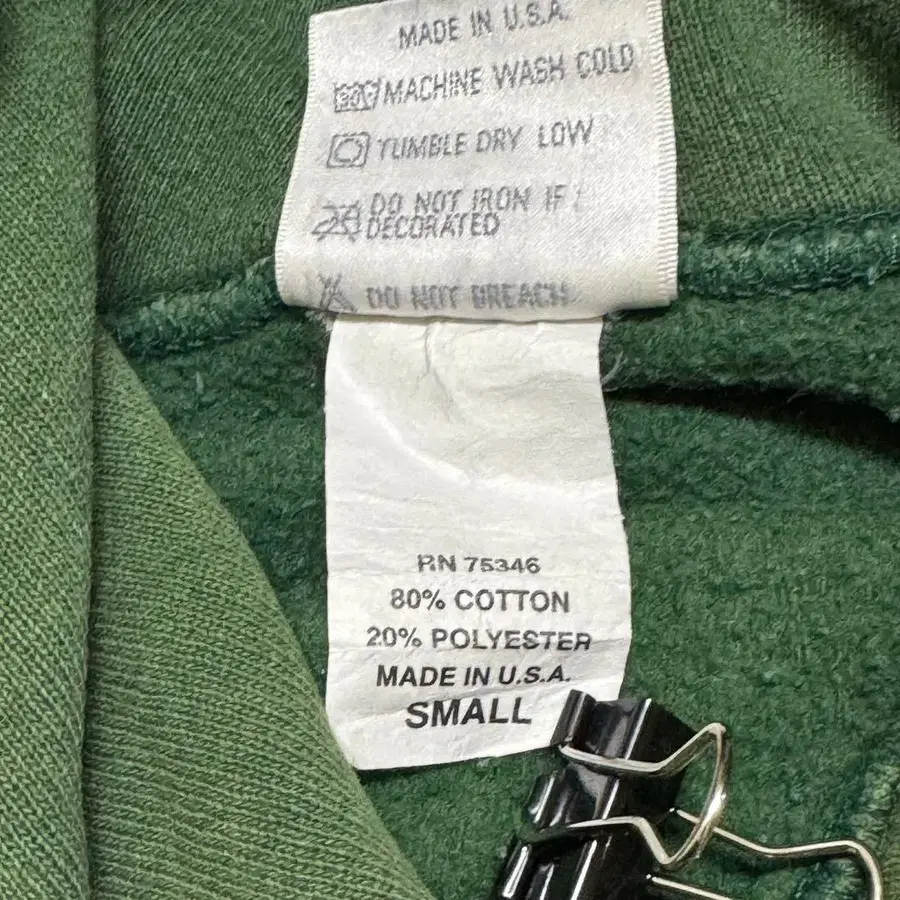 MADE IN U.S.A.
MACHINE WASH COLD
TUMBLE DRY LOW
DO NOT IRON IF
DECORATED
DO NOT BREACH
RN 75346
80% COTTON
20% POLYESTER
MADE IN U.S.A.
SMALL